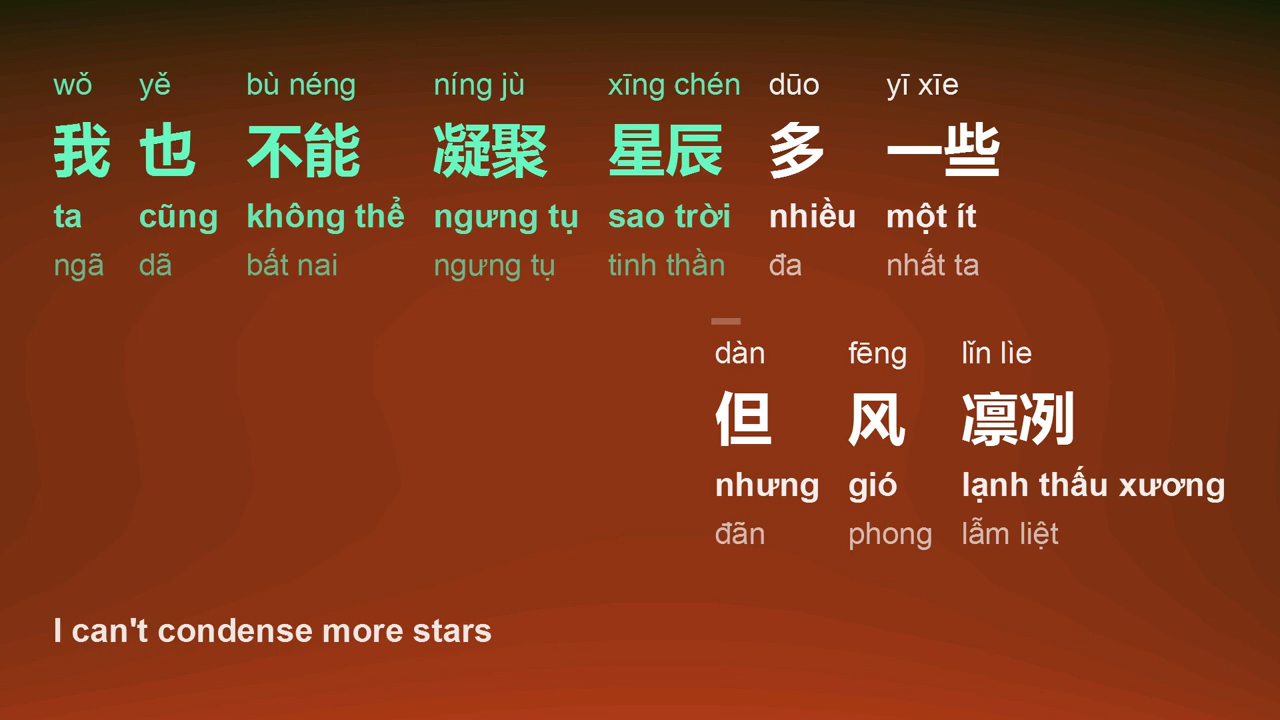 wǒ yě bù néng níng jù xīng chén dūo yī xīe
我 也 不能 凝聚 星辰 多 一些
ta cũng không thể ngưng tụ sao trời nhiều một ít
ngã dã bất nai ngưng tụ tinh thần đa nhất ta
dàn fēng lǐn lìe
但 风 凛冽
nhưng gió lạnh thấu xương
đãn phong lẫm liệt
I can't condense more stars